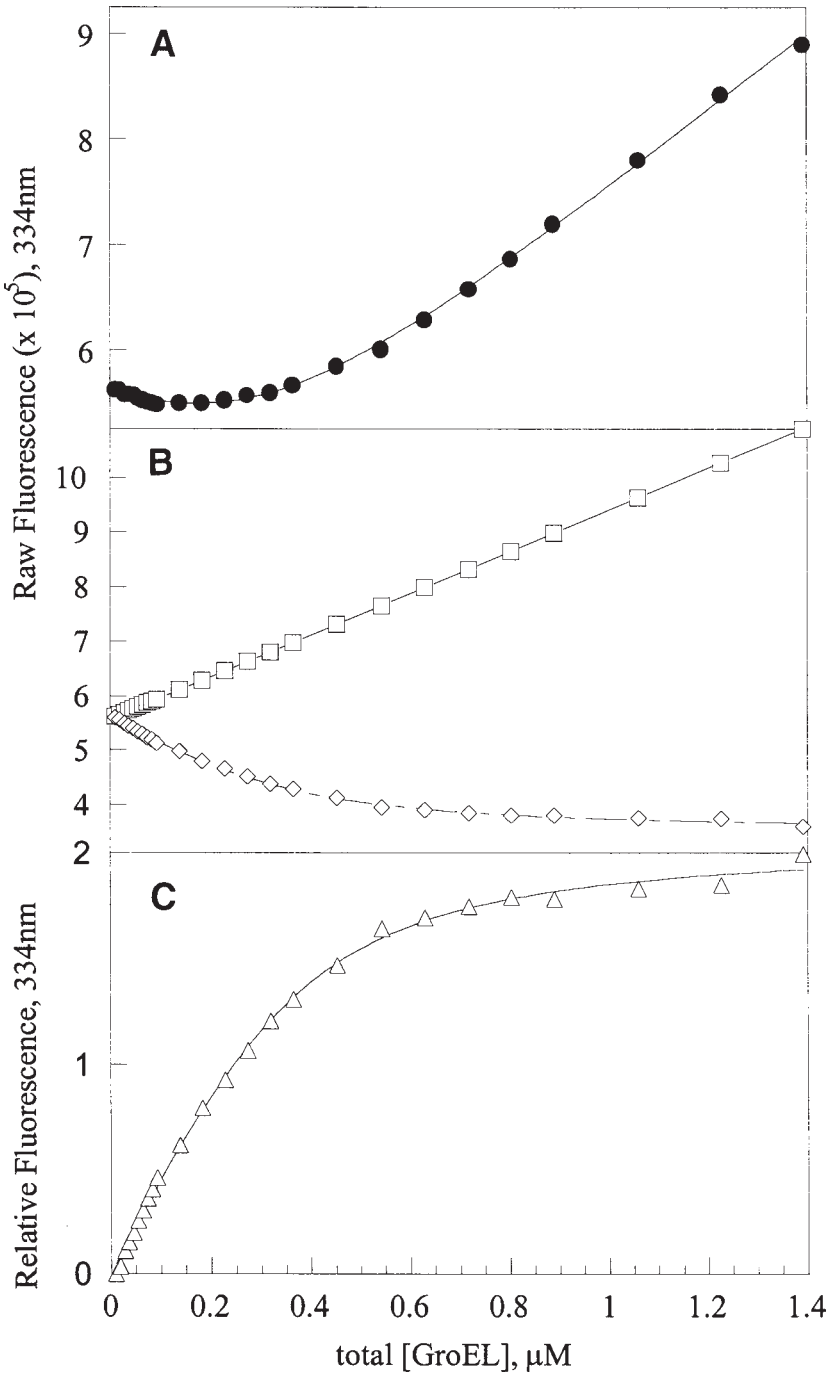 A
9
8
7
6
B
10
9
8
7
6
5
4
Raw Fluorescence (x 10⁵), 334nm
C
2
1
0
Relative Fluorescence, 334nm
0 0.2 0.4 0.6 0.8 1 1.2 1.4
total [GroEL], μM